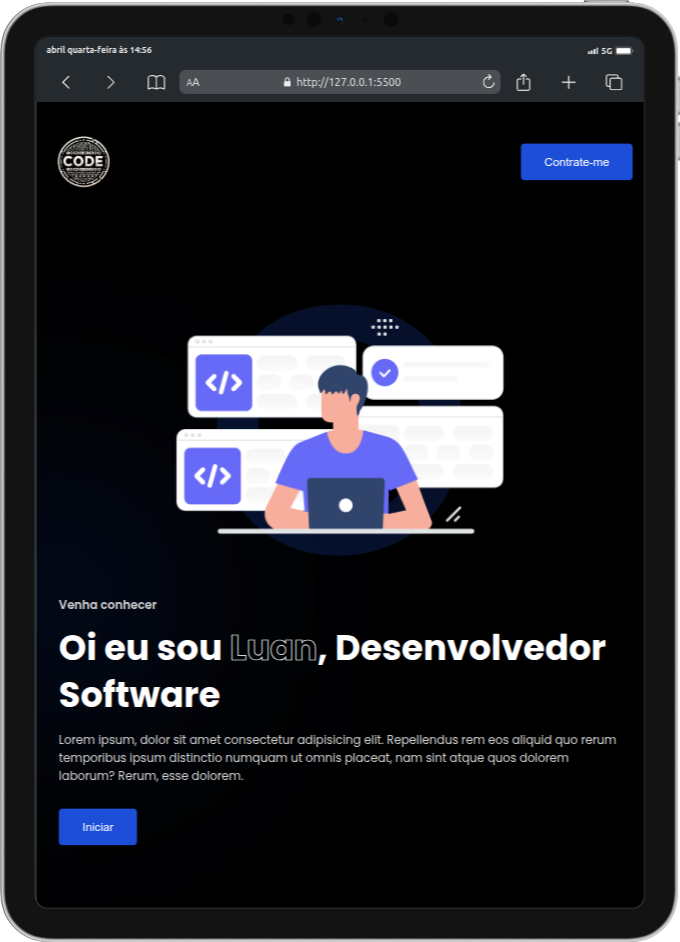 abril quarta-feira às 14:56
5G
AA
http://127.0.0.1:5500
CODE
Contrate-me
</>
</>
Venha conhecer
Oi eu sou Luan, Desenvolvedor
Software
Lorem ipsum, dolor sit amet consectetur adipisicing elit. Repellendus rem eos aliquid quo rerum
temporibus ipsum distinctio numquam ut omnis placeat, nam sint atque quos dolorem
laborum? Rerum, esse dolorem.
Iniciar